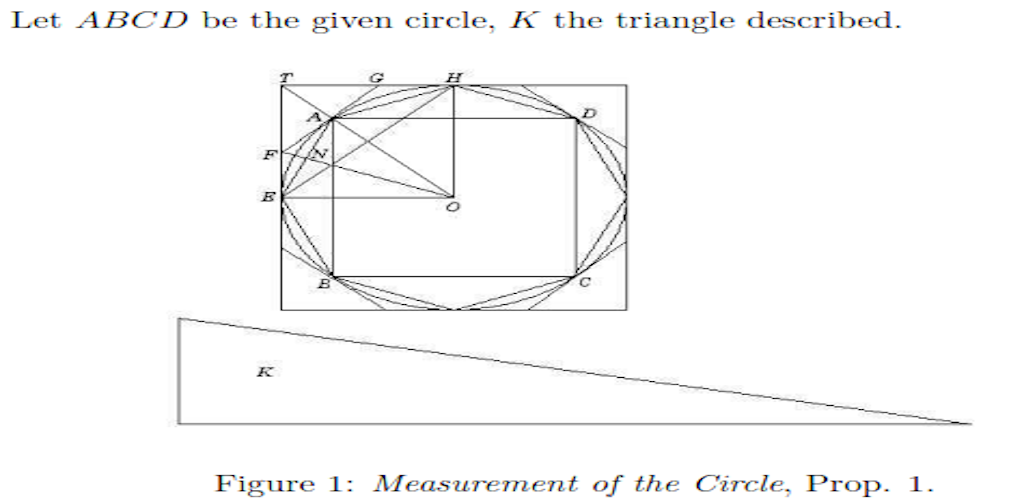 Let ABCD be the given circle, K the triangle described.
T G H
A D
F N
E
O
B C
K
Figure 1: Measurement of the Circle, Prop. 1.